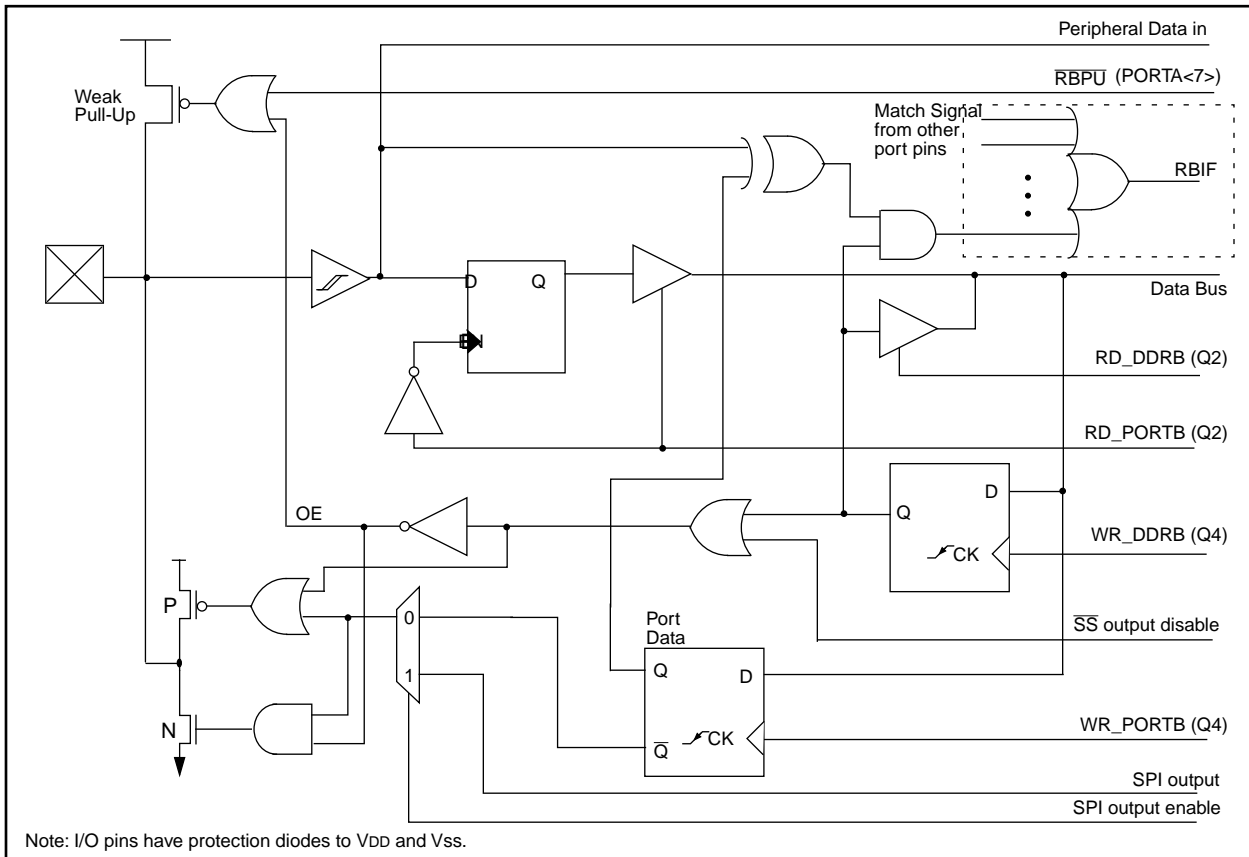 Peripheral Data in
R̅B̅P̅U̅ (PORTA<7>)
Weak
Pull-Up
Match Signal
from other
port pins
RBIF
D
Q
Data Bus
RD_DDRB (Q2)
RD_PORTB (Q2)
OE
Q
D
CK
WR_DDRB (Q4)
P
0
1
Port
Data
S̅S̅ output disable
Q
D
N
Q̅
CK
WR_PORTB (Q4)
SPI output
SPI output enable
Note: I/O pins have protection diodes to VDD and Vss.